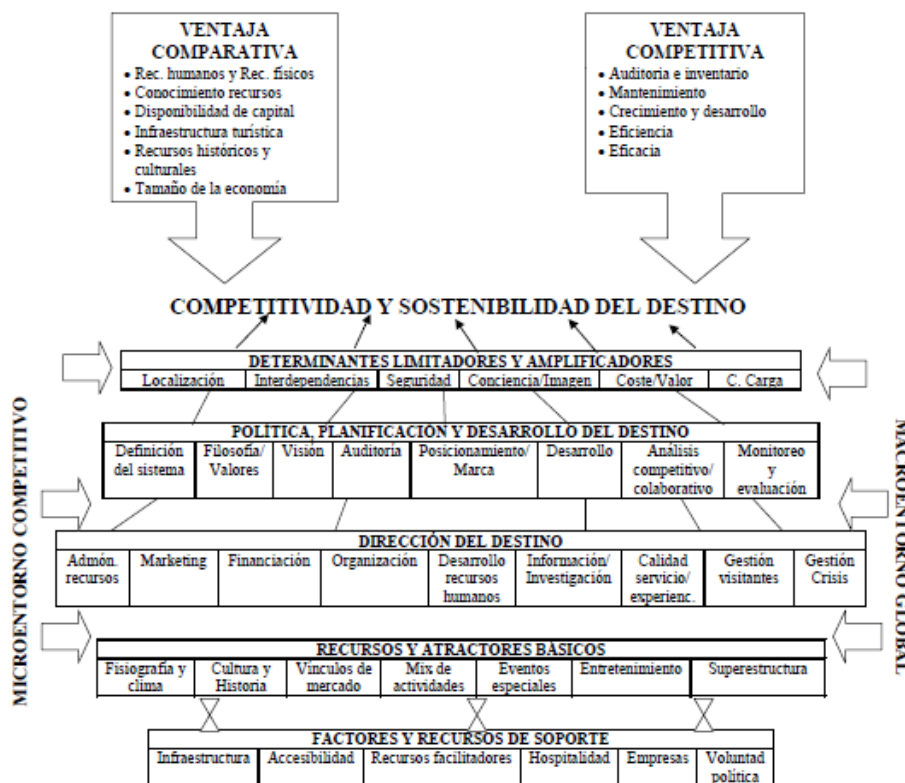 VENTAJA
COMPARATIVA
• Rec. humanos y Rec. físicos
• Conocimiento recursos
• Disponibilidad de capital
• Infraestructura turística
• Recursos históricos y
culturales
• Tamaño de la economía
VENTAJA
COMPETITIVA
• Auditoria e inventario
• Mantenimiento
• Crecimiento y desarrollo
• Eficiencia
• Eficacia
COMPETITIVIDAD Y SOSTENIBILIDAD DEL DESTINO
DETERMINANTES LIMITADORES Y AMPLIFICADORES
Localización Interdependencias Seguridad Conciencia/Imagen Coste/Valor C. Carga
POLÍTICA, PLANIFICACIÓN Y DESARROLLO DEL DESTINO
Definición
del sistema
Filosofía/
Valores
Visión
Auditoría
Posicionamiento/
Marca
Desarrollo
Análisis
competitivo/
colaborativo
Monitoreo
y
evaluación
DIRECCIÓN DEL DESTINO
Admón.
recursos
Marketing
Financiación
Organización
Desarrollo
recursos
humanos
Información/
Investigación
Calidad
servicio/
experienc.
Gestión
visitantes
Gestión
Crisis
RECURSOS Y ATRACTORES BÀSICOS
Fisiografía y
clima
Cultura y
Historia
Vínculos de
mercado
Mix de
actividades
Eventos
especiales
Entretenimiento
Superestructura
FACTORES Y RECURSOS DE SOPORTE
Infraestructura
Accesibilidad
Recursos facilitadores
Hospitalidad
Empresas
Voluntad
política
MICROENTORNO COMPETITIVO
MACROENTORNO GLOBAL